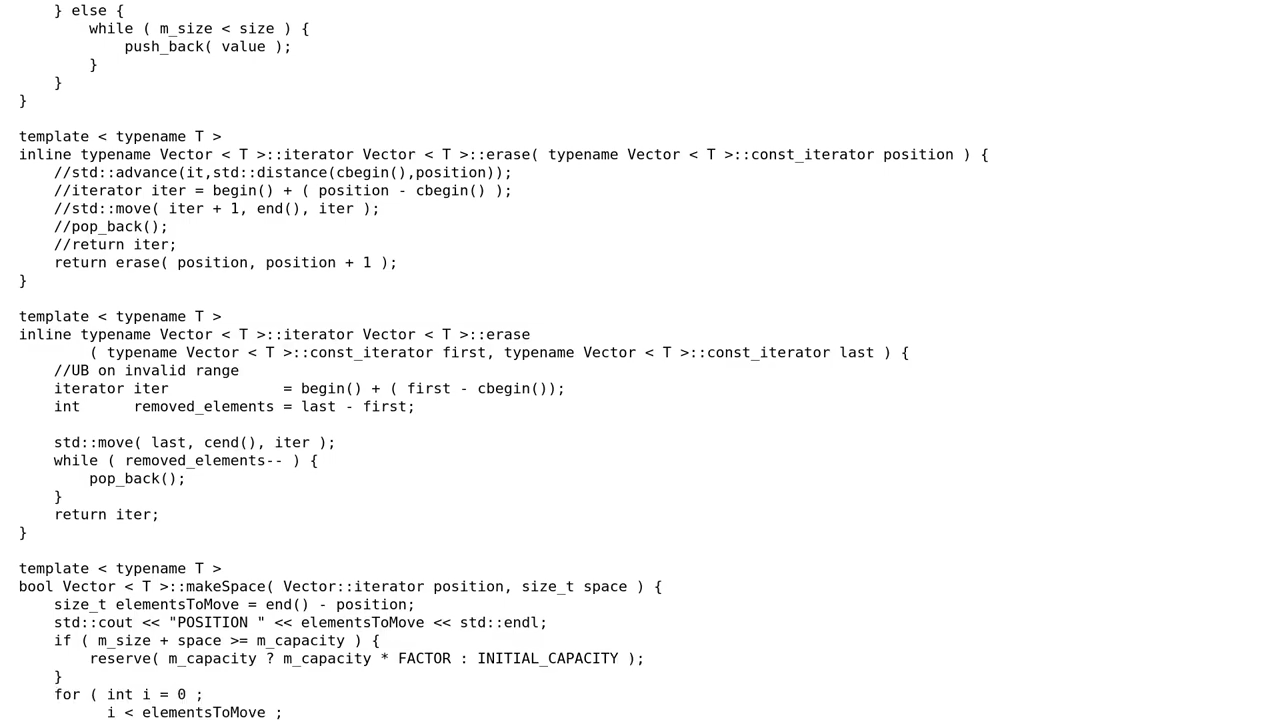 } else {
        while ( m_size < size ) {
            push_back( value );
        }
    }
}

template < typename T >
inline typename Vector < T >::iterator Vector < T >::erase( typename Vector < T >::const_iterator position ) {
    //std::advance(it,std::distance(cbegin(),position));
    //iterator iter = begin() + ( position - cbegin() );
    //std::move( iter + 1, end(), iter );
    //pop_back();
    //return iter;
    return erase( position, position + 1 );
}

template < typename T >
inline typename Vector < T >::iterator Vector < T >::erase
        ( typename Vector < T >::const_iterator first, typename Vector < T >::const_iterator last ) {
    //UB on invalid range
    iterator iter             = begin() + ( first - cbegin());
    int      removed_elements = last - first;

    std::move( last, cend(), iter );
    while ( removed_elements-- ) {
        pop_back();
    }
    return iter;
}

template < typename T >
bool Vector < T >::makeSpace( Vector::iterator position, size_t space ) {
    size_t elementsToMove = end() - position;
    std::cout << "POSITION " << elementsToMove << std::endl;
    if ( m_size + space >= m_capacity ) {
        reserve( m_capacity ? m_capacity * FACTOR : INITIAL_CAPACITY );
    }
    for ( int i = 0 ;
          i < elementsToMove ;